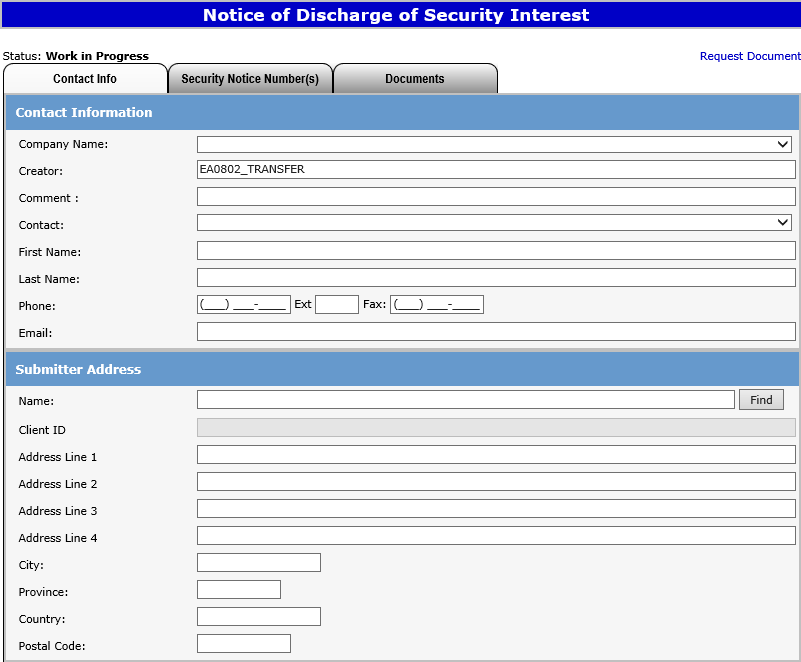 Notice of Discharge of Security Interest
Status: Work in Progress Request Document
Contact Info Security Notice Number(s) Documents
Contact Information
Company Name:
Creator: EA0802_TRANSFER
Comment :
Contact:
First Name:
Last Name:
Phone: (___) ___-____ Ext Fax: (___) ___-____
Email:
Submitter Address
Name: Find
Client ID
Address Line 1
Address Line 2
Address Line 3
Address Line 4
City:
Province:
Country:
Postal Code: